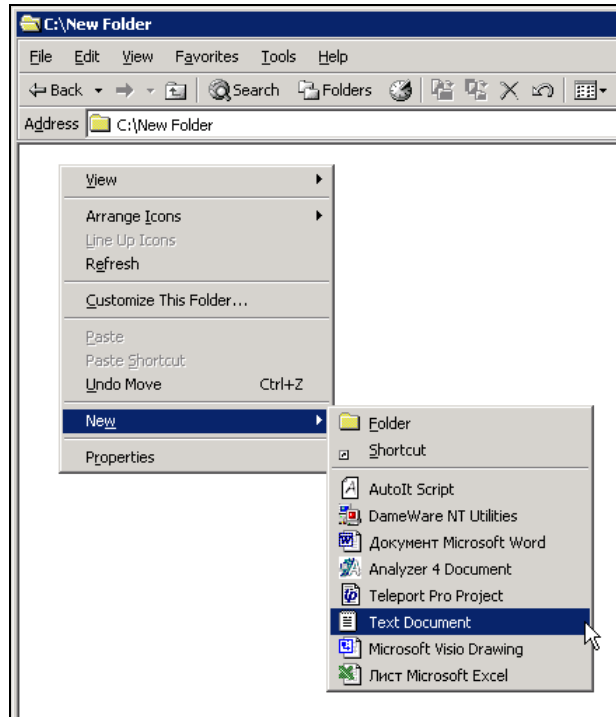 C:\New Folder
File Edit View Favorites Tools Help
Back Search Folders
Address C:\New Folder
View
Arrange Icons
Line Up Icons
Refresh
Customize This Folder...
Paste
Paste Shortcut
Undo Move Ctrl+Z
New
Properties
Folder
Shortcut
AutoIt Script
DameWare NT Utilities
Документ Microsoft Word
Analyzer 4 Document
Teleport Pro Project
Text Document
Microsoft Visio Drawing
Лист Microsoft Excel